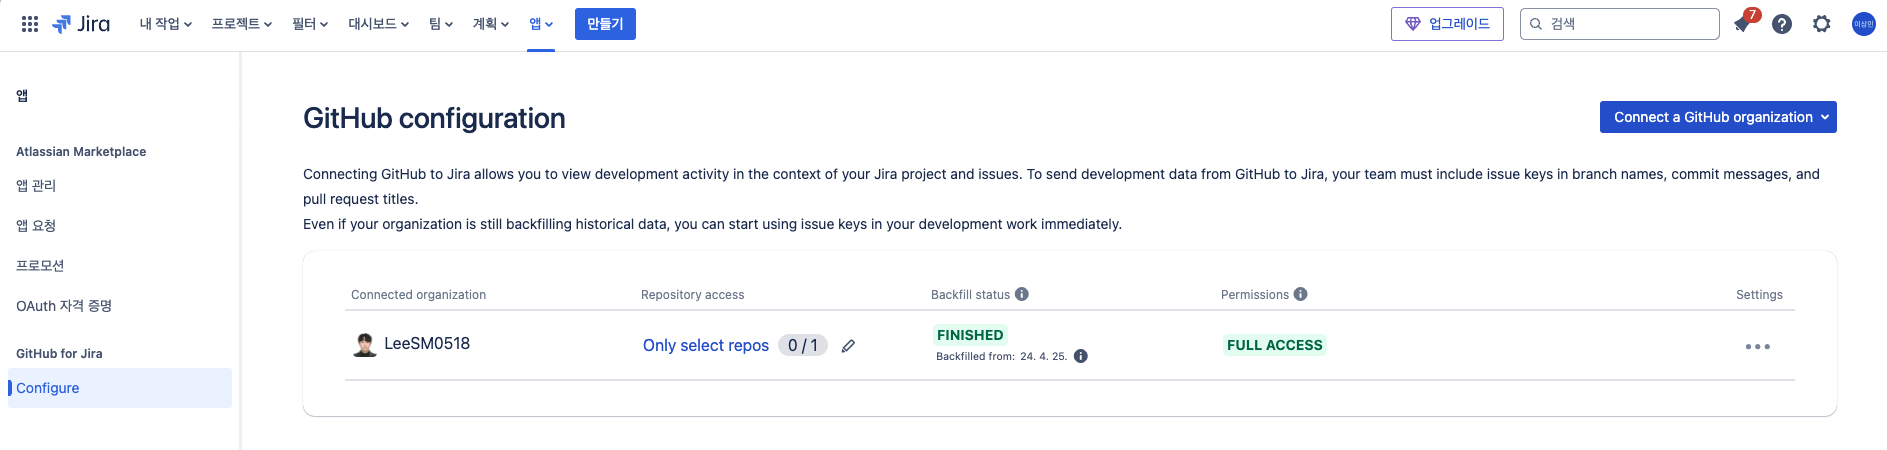 Jira 내 작업 프로젝트 필터 대시보드 팀 계획 앱 만들기 업그레이드 검색 7 이상민
앱
Atlassian Marketplace
앱 관리
앱 요청
프로모션
OAuth 자격 증명
GitHub for Jira
Configure
GitHub configuration
Connect a GitHub organization
Connecting GitHub to Jira allows you to view development activity in the context of your Jira project and issues. To send development data from GitHub to Jira, your team must include issue keys in branch names, commit messages, and
pull request titles.
Even if your organization is still backfilling historical data, you can start using issue keys in your development work immediately.
Connected organization Repository access Backfill status Permissions Settings
LeeSM0518 Only select repos 0 / 1 FINISHED FULL ACCESS
Backfilled from: 24. 4. 25.